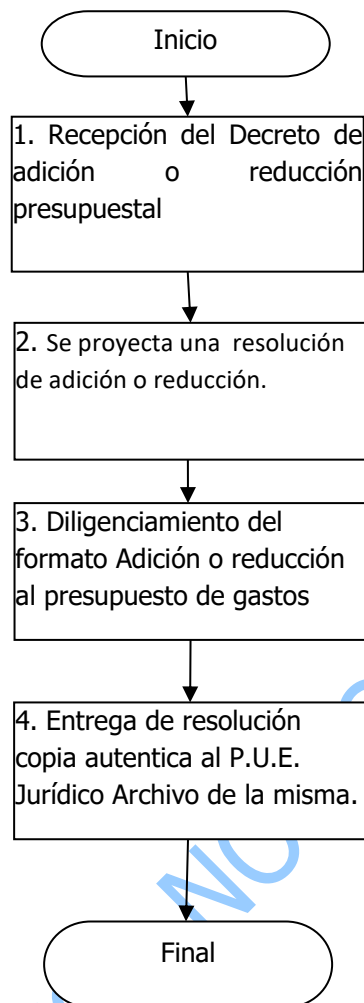 Inicio
1. Recepción del Decreto de
adición o reducción
presupuestal
2. Se proyecta una resolución
de adición o reducción.
3. Diligenciamiento del
formato Adición o reducción
al presupuesto de gastos
4. Entrega de resolución
copia autentica al P.U.E.
Jurídico Archivo de la misma.
Final